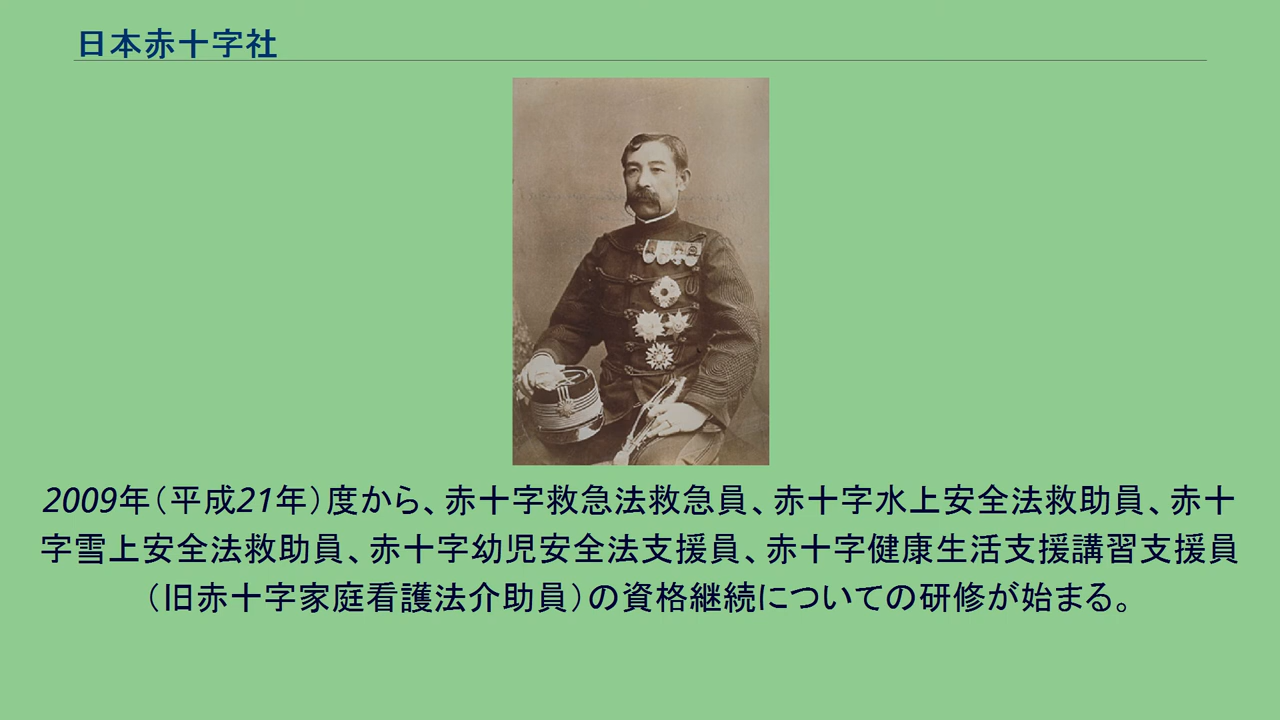 日本赤十字社
2009年（平成21年）度から、赤十字救急法救急員、赤十字水上安全法救助員、赤十
字雪上安全法救助員、赤十字幼児安全法支援員、赤十字健康生活支援講習支援員
（旧赤十字家庭看護法介助員）の資格継続についての研修が始まる。